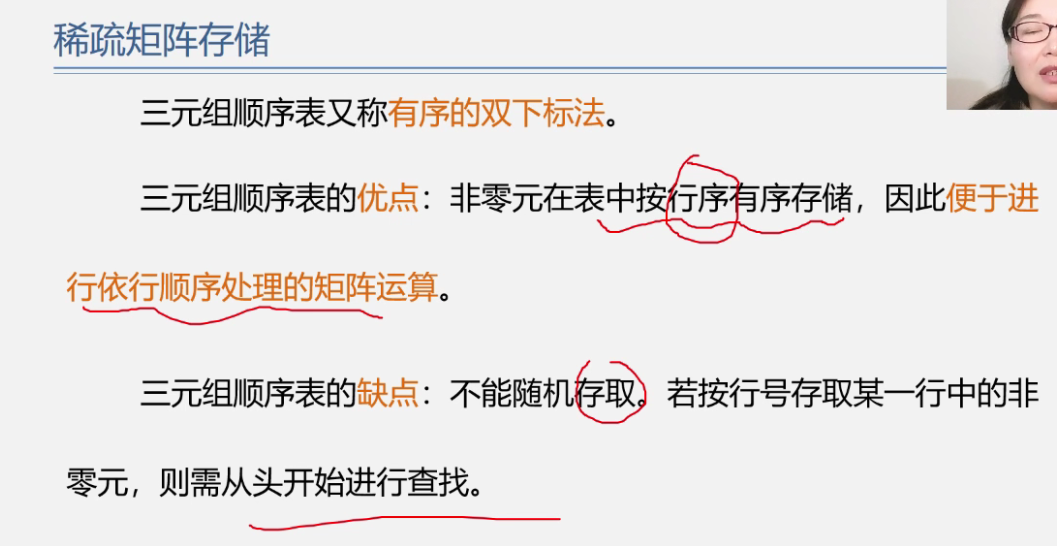 稀疏矩阵存储
三元组顺序表又称有序的双下标法。
三元组顺序表的优点：非零元在表中按行序有序存储，因此便于进
行依行顺序处理的矩阵运算。
三元组顺序表的缺点：不能随机存取。若按行号存取某一行中的非
零元，则需从头开始进行查找。